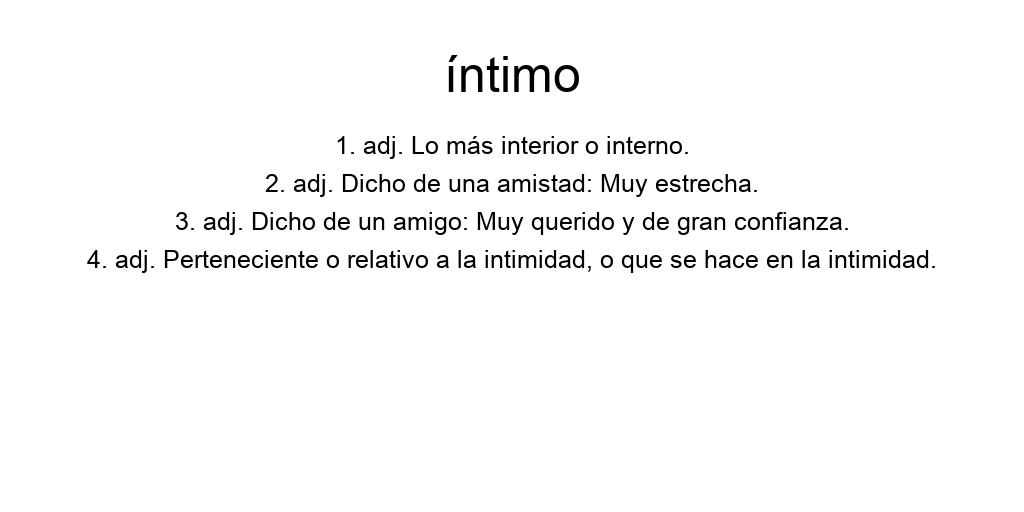 íntimo
1. adj. Lo más interior o interno.
2. adj. Dicho de una amistad: Muy estrecha.
3. adj. Dicho de un amigo: Muy querido y de gran confianza.
4. adj. Perteneciente o relativo a la intimidad, o que se hace en la intimidad.